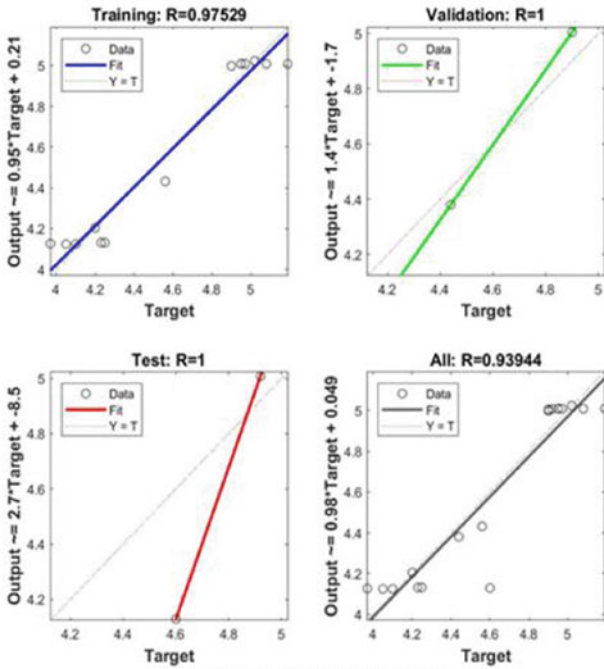 Training: R=0.97529
Output ~= 0.95*Target + 0.21
Data
Fit
Y = T
5
4.8
4.6
4.4
4.2
4
4 4.2 4.4 4.6 4.8 5
Target
Validation: R=1
Output ~= 1.4*Target + -1.7
Data
Fit
Y = T
5
4.8
4.6
4.4
4.2
4.2 4.4 4.6 4.8 5
Target
Test: R=1
Output ~= 2.7*Target + -8.5
Data
Fit
Y = T
5
4.8
4.6
4.4
4.2
4.2 4.4 4.6 4.8 5
Target
All: R=0.93944
Output ~= 0.98*Target + 0.049
Data
Fit
Y = T
5
4.8
4.6
4.4
4.2
4
4 4.2 4.4 4.6 4.8 5
Target